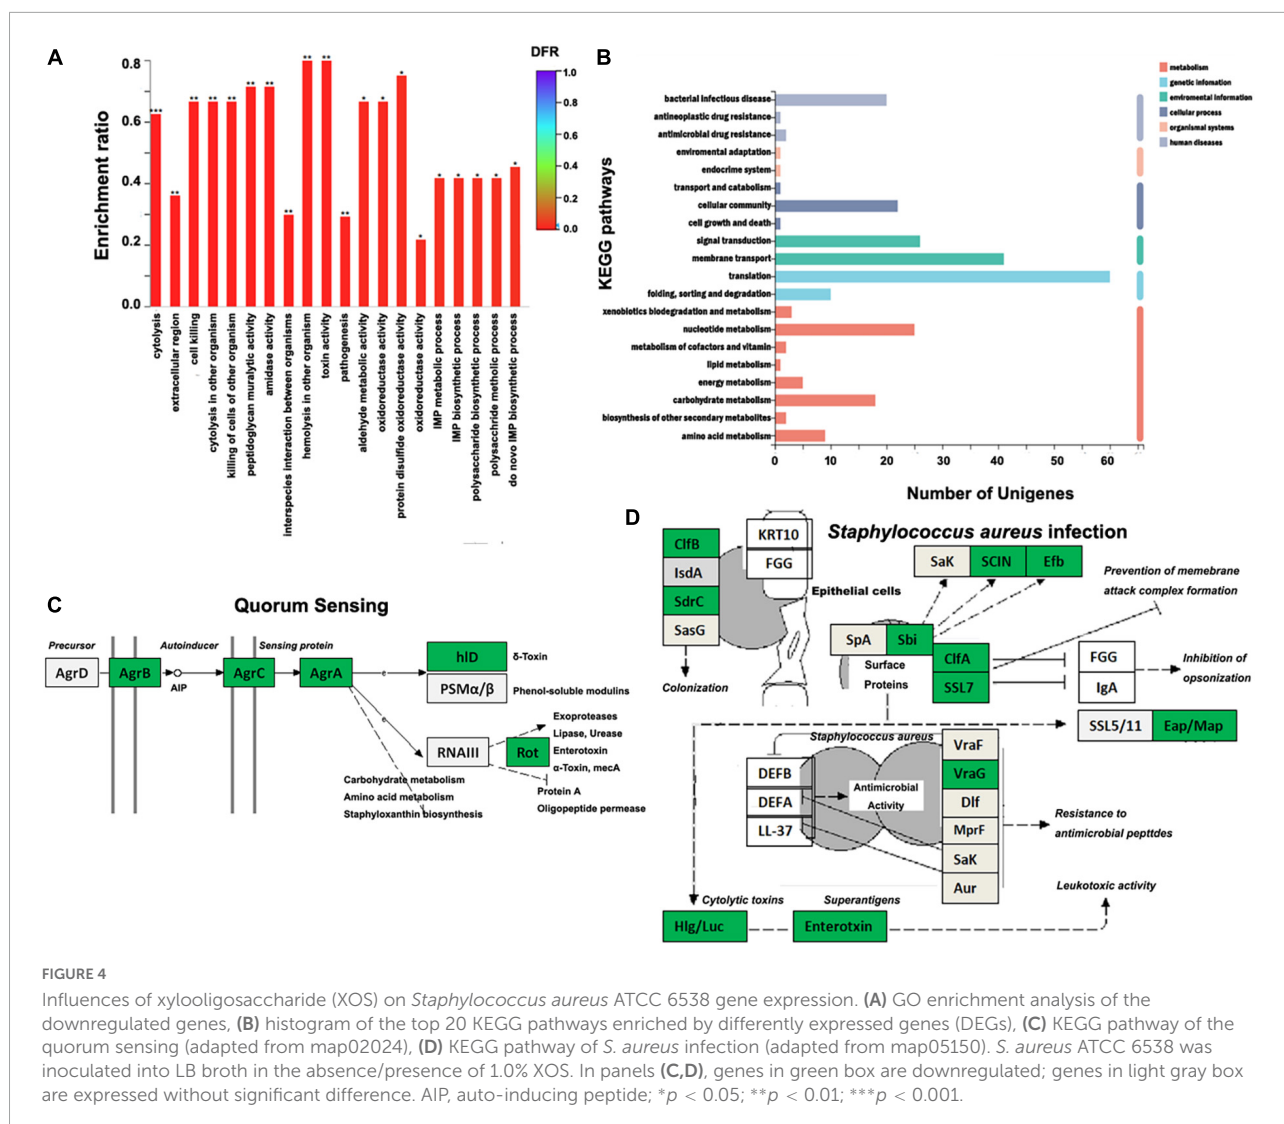 A
DFR
Enrichment ratio
0.8
0.6
0.4
0.2
0.0
1.0
0.8
0.6
0.4
0.2
0.0
***
**
**
**
**
**
**
**
**
**
**
*
*
*
*
*
*
*
*
*
cytolysis
extracellular region
cell killing
cytolysis in other organism
killing of cells of other organism
peptidoglycan muralytic activity
amidase activity
interspecies interaction between organisms
hemolysis in other organism
toxin activity
pathogenesis
aldehyde metabolic activity
oxidoreductase activity
protein disulfide oxidoreductase activity
oxidoreductase activity
IMP metabolic process
IMP biosynthetic process
polysaccharide biosynthetic process
polysacchride metholic process
do novo IMP biosynthetic process
B
KEGG pathways
bacterial infectious disease
antineoplastic drug resistance
antimicrobial drug resistance
enviromental adaptation
endocrime system
transport and catabolism
cellular community
cell growth and death
signal transduction
membrane transport
translation
folding, sorting and degradation
xenobiotics biodegradation and metabolism
nucleotide metabolism
metabolism of cofactors and vitamin
lipid metabolism
energy metabolism
carbohydrate metabolism
biosynthesis of other secondary metabolites
amino acid metabolism
0 10 20 30 40 50 60
Number of Unigenes
metabolism
genetic infomation
enviromental information
cellular process
organismal systems
human diseases
C
Quorum Sensing
Precursor Autoinducer Sensing protein
AgrD AgrB AIP AgrC AgrA
e
e
hlD
δ-Toxin
PSMα/β
Phenol-soluble modulins
RNAIII
Rot
Exoproteases
Lipase, Urease
Enterotoxin
α-Toxin, mecA
Protein A
Oligopeptide permease
Carbohydrate metabolism
Amino acid metabolism
Staphyloxanthin biosynthesis
D
Staphylococcus aureus infection
ClfB
IsdA
SdrC
SasG
Colonization
KRT10
FGG
Epithelial cells
SaK SCIN Efb
Prevention of memebrane
attack complex formation
SpA Sbi
Surface
Proteins
ClfA
SSL7
FGG
IgA
Inhibition of
opsonization
SSL5/11 Eap/Map
Staphylococcus aureus
DEFB
DEFA
LL-37
Antimicrobial
Activity
VraF
VraG
Dlf
MprF
SaK
Aur
Resistance to
antimicrobial pepttdes
Leukotoxic activity
Cytolytic toxins Superantigens
Hlg/Luc Enterotxin
FIGURE 4
Influences of xylooligosaccharide (XOS) on Staphylococcus aureus ATCC 6538 gene expression. (A) GO enrichment analysis of the
downregulated genes, (B) histogram of the top 20 KEGG pathways enriched by differently expressed genes (DEGs), (C) KEGG pathway of the
quorum sensing (adapted from map02024), (D) KEGG pathway of S. aureus infection (adapted from map05150). S. aureus ATCC 6538 was
inoculated into LB broth in the absence/presence of 1.0% XOS. In panels (C,D), genes in green box are downregulated; genes in light gray box
are expressed without significant difference. AIP, auto-inducing peptide; *p < 0.05; **p < 0.01; ***p < 0.001.